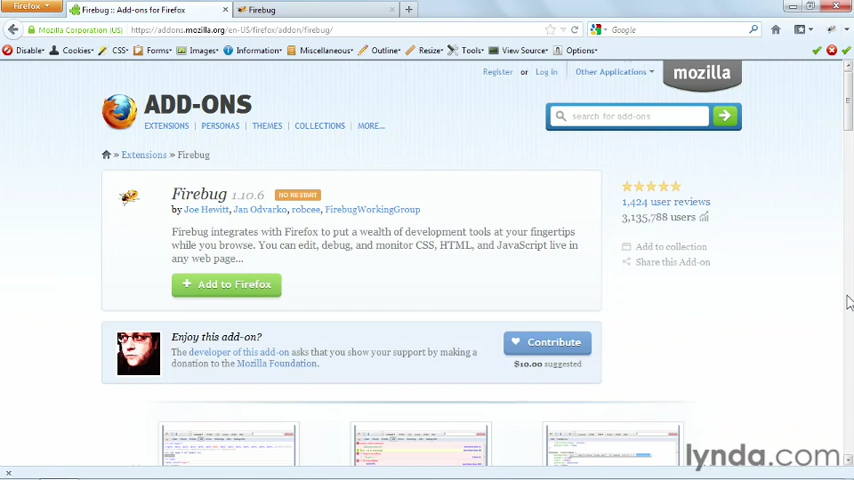 Firefox
Firebug :: Add-ons for Firefox
Firebug
Mozilla Corporation (US)
https://addons.mozilla.org/en-US/firefox/addon/firebug/
Google
Disable
Cookies
CSS
Forms
Images
Information
Miscellaneous
Outline
Resize
Tools
View Source
Options
Register or Log In
Other Applications
mozilla
ADD-ONS
EXTENSIONS PERSONAS THEMES COLLECTIONS MORE...
search for add-ons
» Extensions » Firebug
Firebug 1.10.6 NO RESTART
by Joe Hewitt, Jan Odvarko, robcee, FirebugWorkingGroup
Firebug integrates with Firefox to put a wealth of development tools at your fingertips
while you browse. You can edit, debug, and monitor CSS, HTML, and JavaScript live in
any web page...
+ Add to Firefox
1,424 user reviews
3,135,788 users
Add to collection
Share this Add-on
Enjoy this add-on?
The developer of this add-on asks that you show your support by making a
donation to the Mozilla Foundation.
Contribute
$10.00 suggested
lynda.com